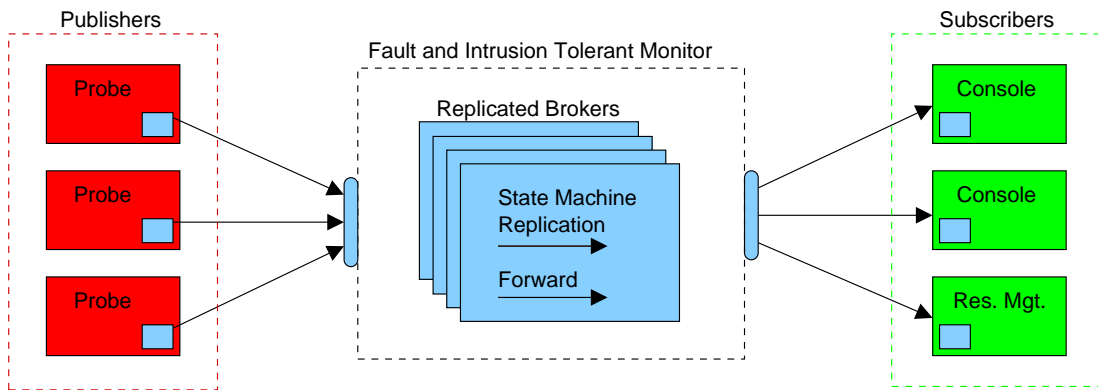 Publishers
Subscribers
Fault and Intrusion Tolerant Monitor
Probe
Probe
Probe
Replicated Brokers
State Machine
Replication
Forward
Console
Console
Res. Mgt.